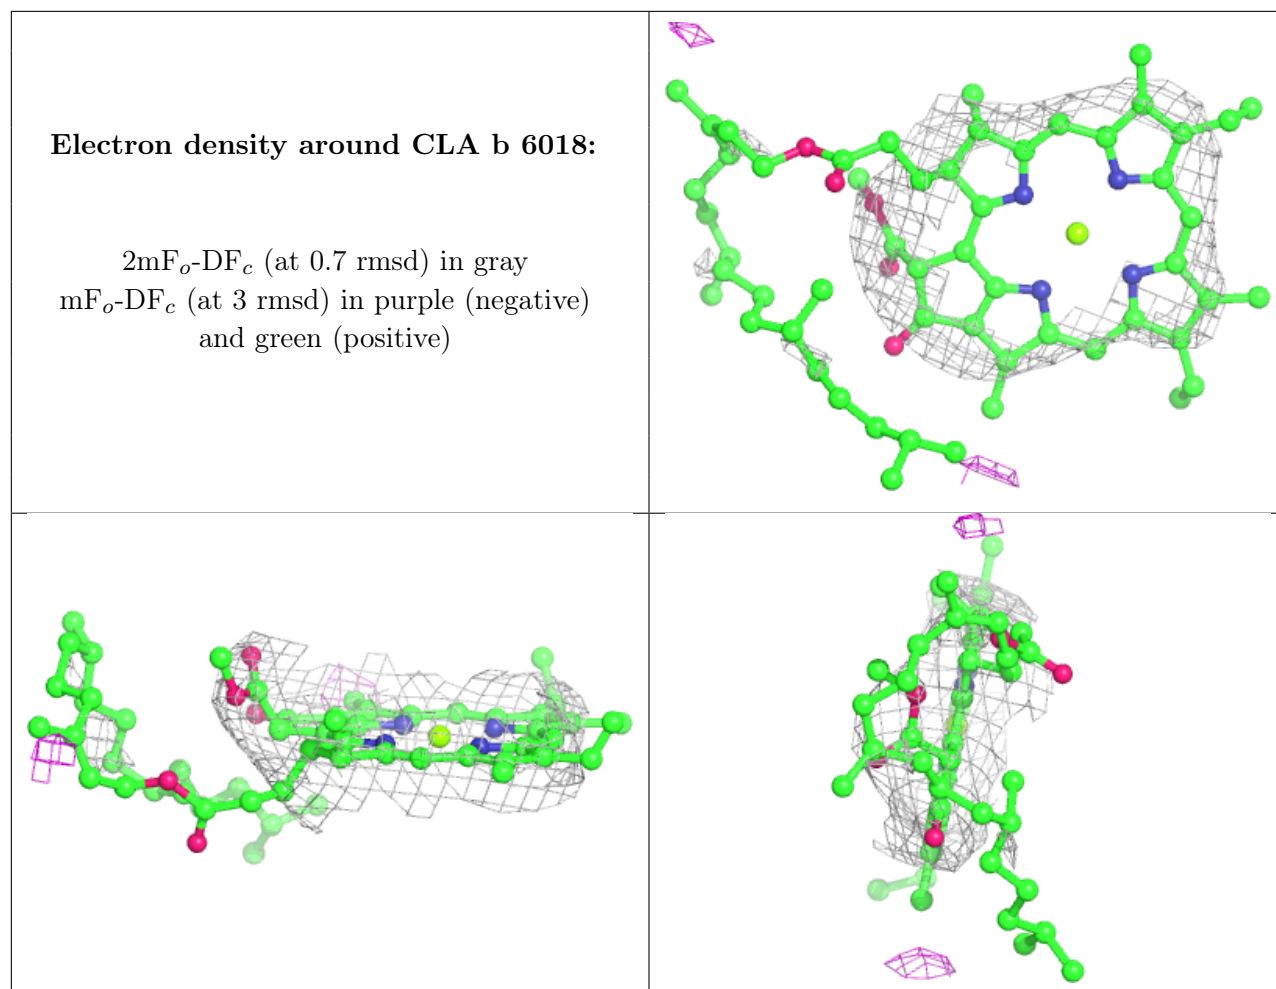 Electron density around CLA b 6018:
2mFo-DFc (at 0.7 rmsd) in gray
mFo-DFc (at 3 rmsd) in purple (negative)
and green (positive)